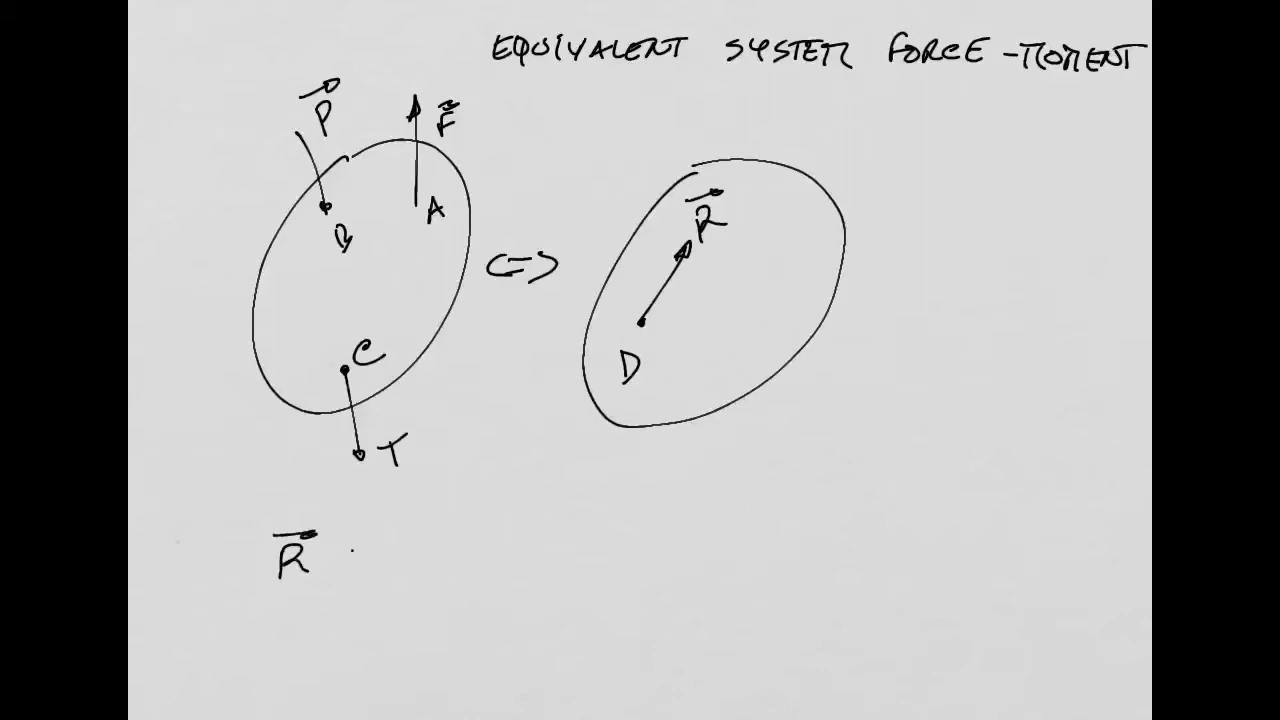 EQUIVALENT SYSTEM FORCE - MOMENT
P
F
A
B
R
<=>
C
D
T
R